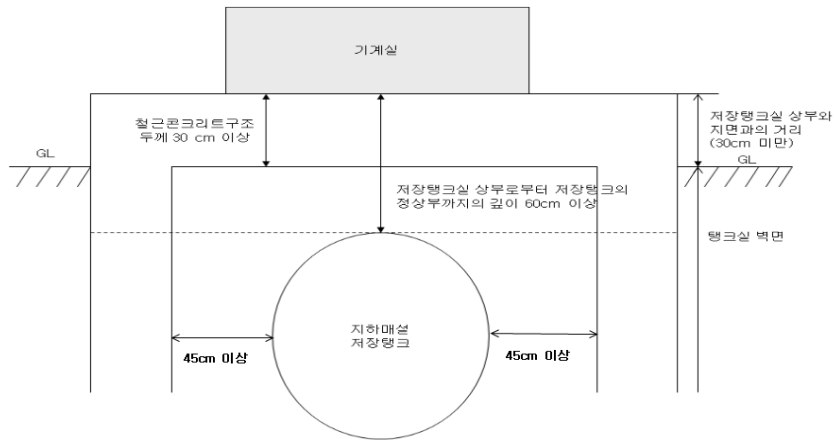 기계실
철근콘크리트구조
두께 30 cm 이상
저장탱크실 상부와
지면과의 거리
(30cm 미만)
GL
GL
저장탱크실 상부로부터 저장탱크의
정상부까지의 깊이 60cm 이상
탱크실 벽면
지하매설
저장탱크
45cm 이상
45cm 이상